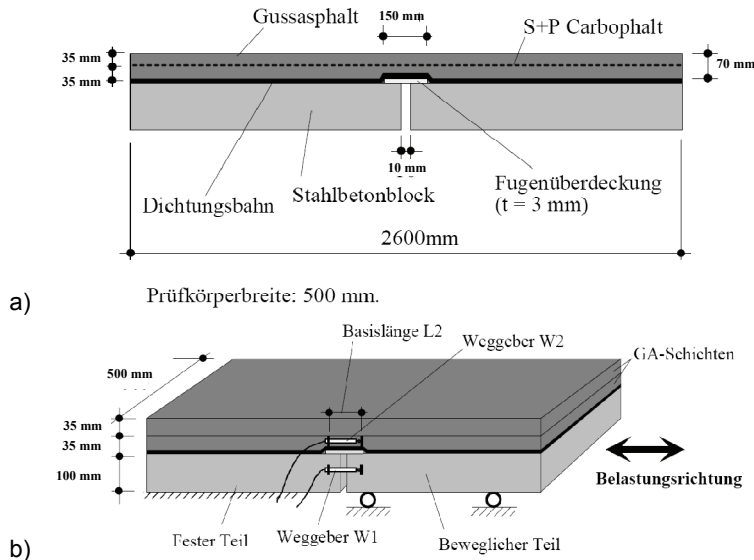 Gussasphalt
150 mm
S+P Carbophalt
35 mm
35 mm
70 mm
10 mm
Dichtungsbahn
Stahlbetonblock
Fugenüberdeckung
(t = 3 mm)
2600mm
a)
Prüfkörperbreite: 500 mm.
Basislänge L2
Weggeber W2
GA-Schichten
500 mm
35 mm
35 mm
100 mm
Belastungsrichtung
Fester Teil
Weggeber W1
Beweglicher Teil
b)